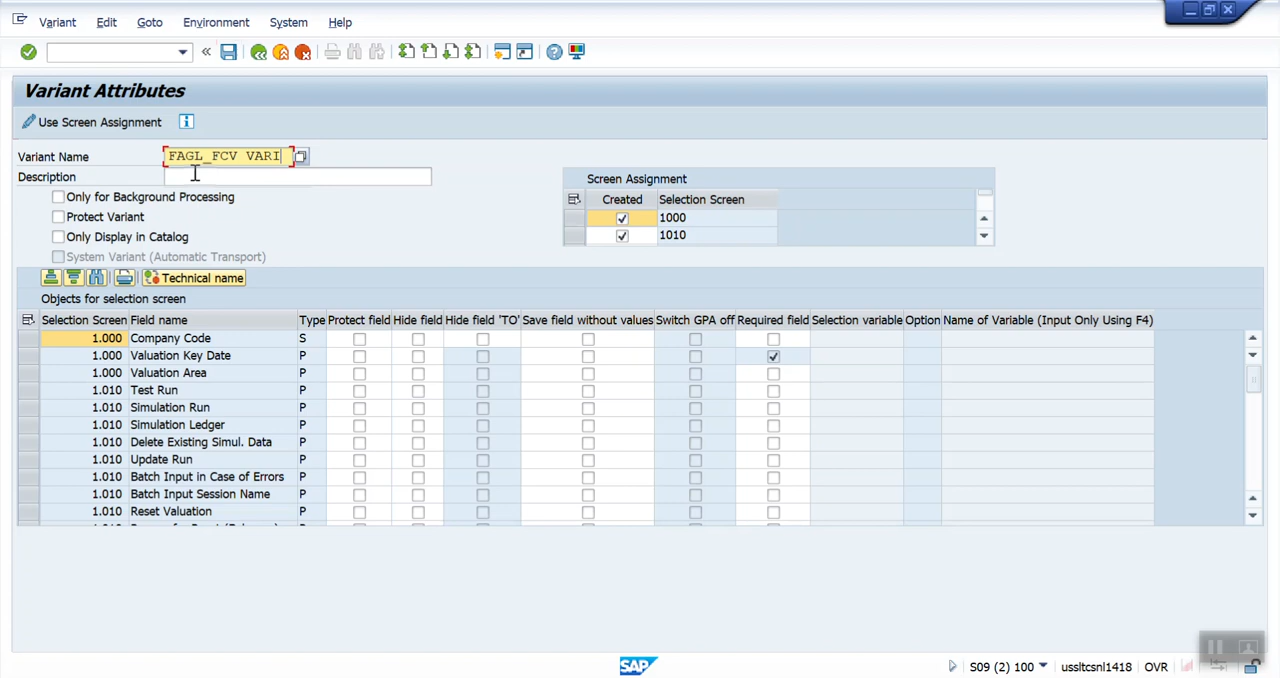 Variant Edit Goto Environment System Help
Variant Attributes
Use Screen Assignment
Variant Name FAGL_FCV VARI
Description
Only for Background Processing
Protect Variant
Only Display in Catalog
System Variant (Automatic Transport)
Screen Assignment
Created Selection Screen
1000
1010
Technical name
Objects for selection screen
Selection Screen Field name Type Protect field Hide field Hide field 'TO' Save field without values Switch GPA off Required field Selection variable Option Name of Variable (Input Only Using F4)
1.000 Company Code S
1.000 Valuation Key Date P
1.000 Valuation Area P
1.010 Test Run P
1.010 Simulation Run P
1.010 Simulation Ledger P
1.010 Delete Existing Simul. Data P
1.010 Update Run P
1.010 Batch Input in Case of Errors P
1.010 Batch Input Session Name P
1.010 Reset Valuation P
SAP S09 (2) 100 ussltcsnl1418 OVR